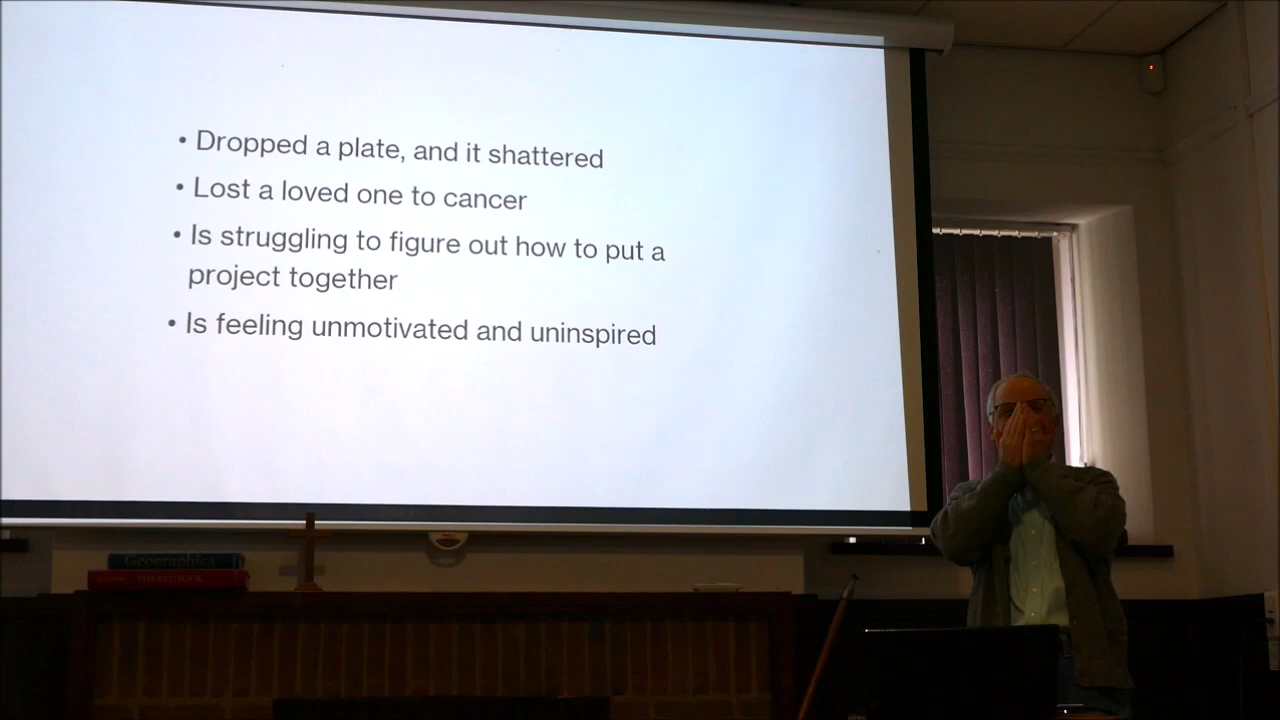 • Dropped a plate, and it shattered
• Lost a loved one to cancer
• Is struggling to figure out how to put a
project together
• Is feeling unmotivated and uninspired
Geographica
THE RED BOOK